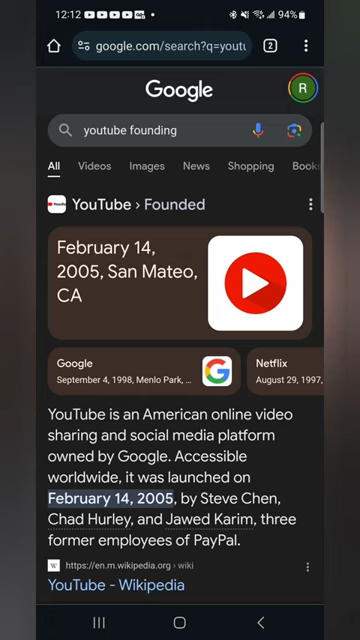 12:12
94%
google.com/search?q=youtu
2
Google
R
youtube founding
All Videos Images News Shopping Book
YouTube › Founded
February 14,
2005, San Mateo,
CA
Google
September 4, 1998, Menlo Park, ...
Netflix
August 29, 1997,
YouTube is an American online video
sharing and social media platform
owned by Google. Accessible
worldwide, it was launched on
February 14, 2005, by Steve Chen,
Chad Hurley, and Jawed Karim, three
former employees of PayPal.
W
https://en.m.wikipedia.org › wiki
YouTube - Wikipedia